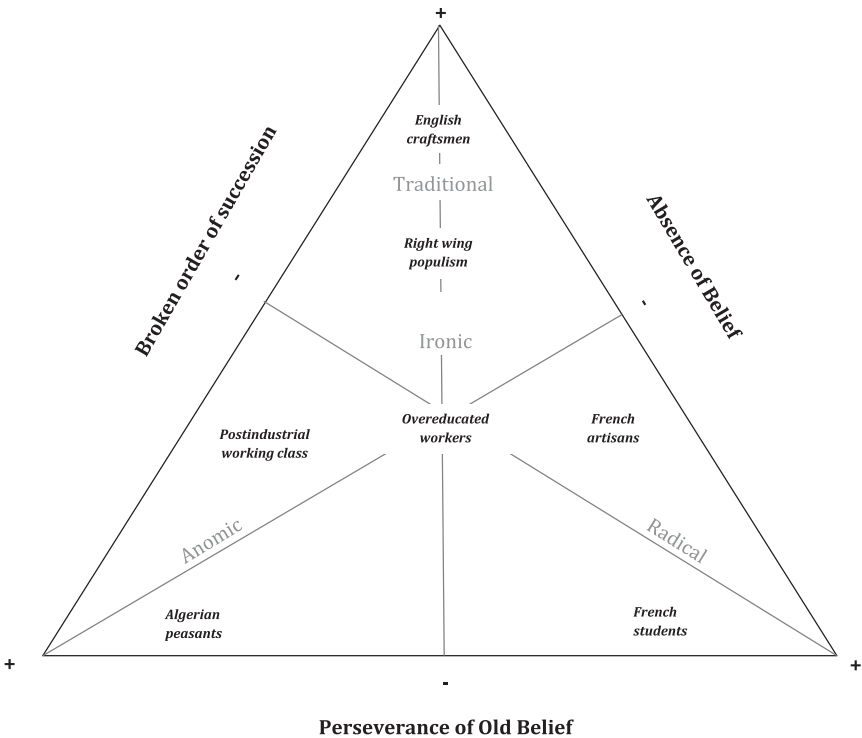 +
English
craftsmen
Traditional
Broken order of succession
-
Absence of Belief
-
Right wing
populism
Ironic
Overeducated
workers
Postindustrial
working class
French
artisans
Anomic
Radical
Algerian
peasants
French
students
+
-
+
Perseverance of Old Belief